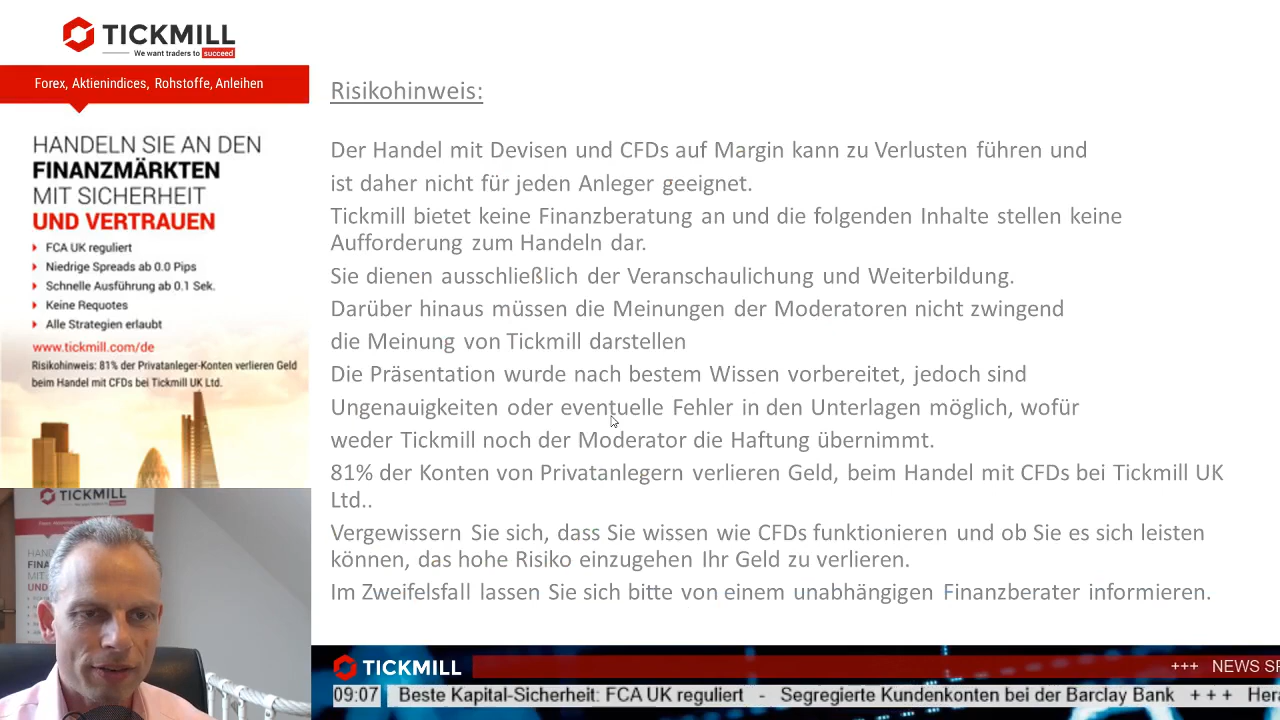 TICKMILL
We want traders to succeed
Forex, Aktienindices, Rohstoffe, Anleihen
HANDELN SIE AN DEN
FINANZMÄRKTEN
MIT SICHERHEIT
UND VERTRAUEN
FCA UK reguliert
Niedrige Spreads ab 0.0 Pips
Schnelle Ausführung ab 0.1 Sek.
Keine Requotes
Alle Strategien erlaubt
www.tickmill.com/de
Risikohinweis: 81% der Privatanleger-Konten verlieren Geld
beim Handel mit CFDs bei Tickmill UK Ltd.
Risikohinweis:
Der Handel mit Devisen und CFDs auf Margin kann zu Verlusten führen und
ist daher nicht für jeden Anleger geeignet.
Tickmill bietet keine Finanzberatung an und die folgenden Inhalte stellen keine
Aufforderung zum Handeln dar.
Sie dienen ausschließlich der Veranschaulichung und Weiterbildung.
Darüber hinaus müssen die Meinungen der Moderatoren nicht zwingend
die Meinung von Tickmill darstellen
Die Präsentation wurde nach bestem Wissen vorbereitet, jedoch sind
Ungenauigkeiten oder eventuelle Fehler in den Unterlagen möglich, wofür
weder Tickmill noch der Moderator die Haftung übernimmt.
81% der Konten von Privatanlegern verlieren Geld, beim Handel mit CFDs bei Tickmill UK
Ltd..
Vergewissern Sie sich, dass Sie wissen wie CFDs funktionieren und ob Sie es sich leisten
können, das hohe Risiko einzugehen Ihr Geld zu verlieren.
Im Zweifelsfall lassen Sie sich bitte von einem unabhängigen Finanzberater informieren.
TICKMILL
TICKMILL
+++ NEWS SP
09:07 Beste Kapital-Sicherheit: FCA UK reguliert - Segregierte Kundenkonten bei der Barclay Bank + + + Her